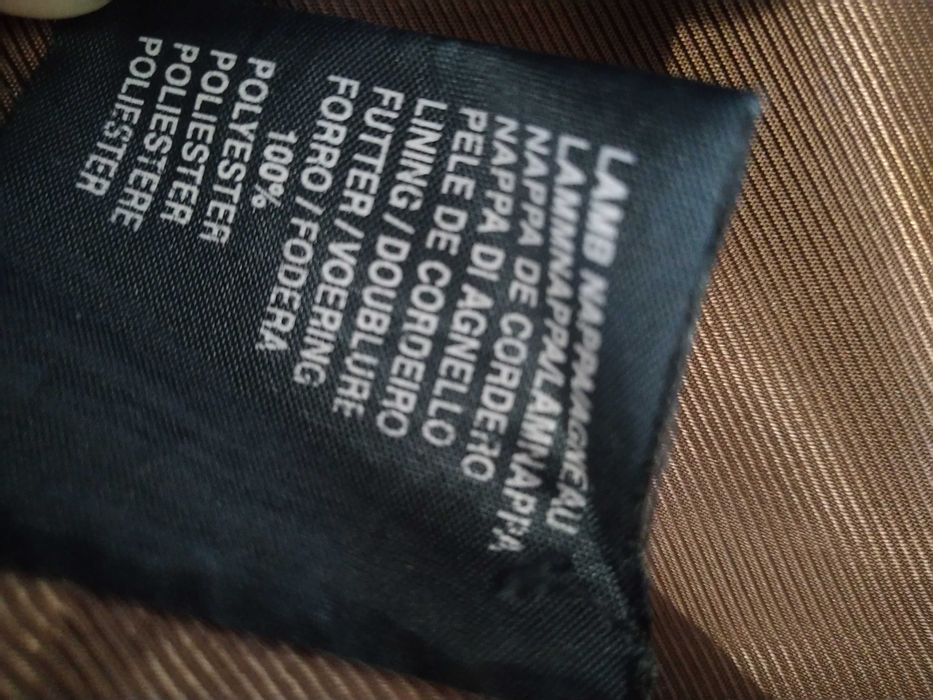 LAMB NAPPA/AGNEAU
LAMMNAPPA/LAMNAPPA
NAPPA DE CORDERO
NAPPA DI AGNELLO
PELE DE CORDEIRO
LINING / DOUBLURE
FUTTER / VOERING
FORRO / FODERA
100%
POLYESTER
POLIESTER
POLIESTERE
POLIESTER